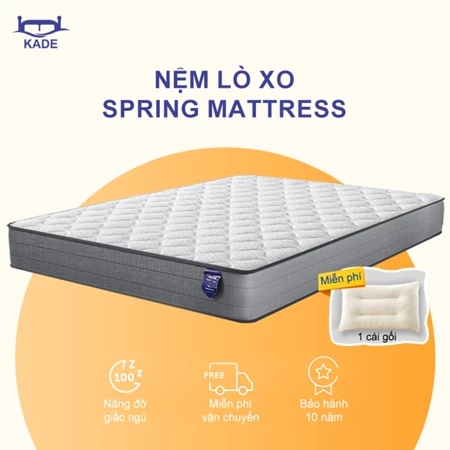 KADE
NỆM LÒ XO
SPRING MATTRESS
Miễn phí
1 cái gối
100
Z
Z
Z
FREE
Nâng đỡ
giấc ngủ
Miễn phí
vận chuyển
Bảo hành
10 năm